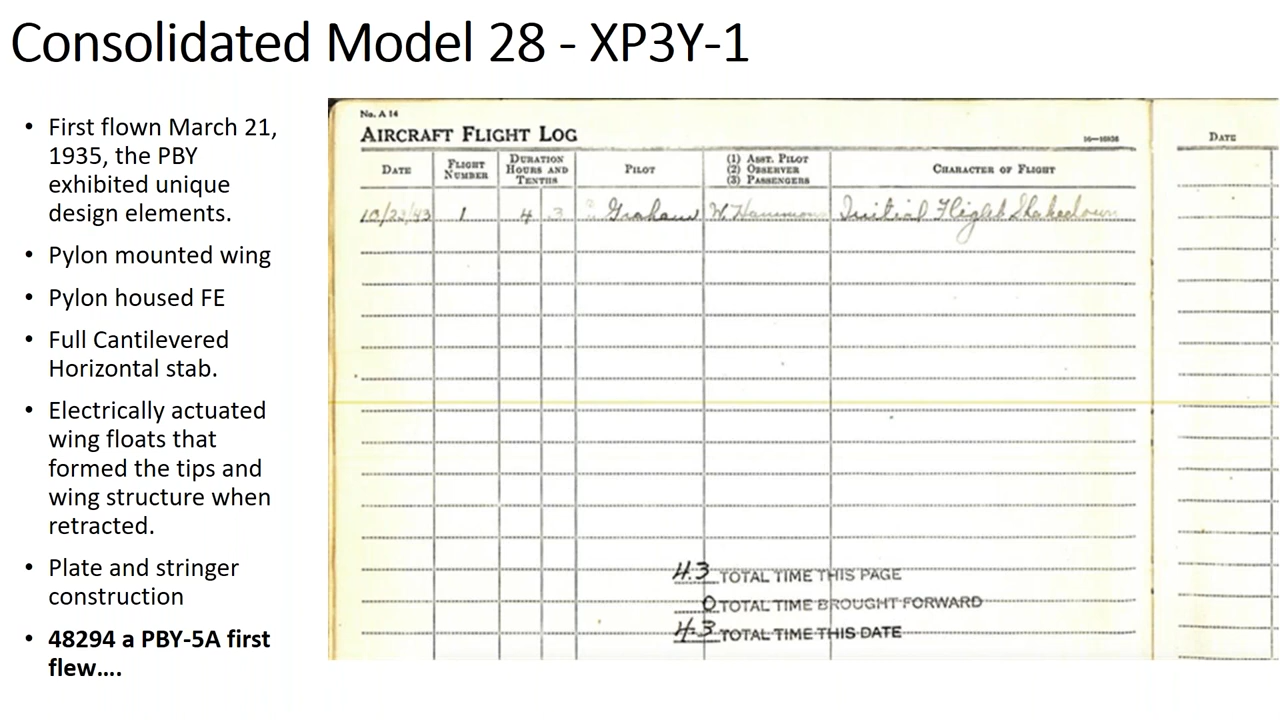 Consolidated Model 28 - XP3Y-1
• First flown March 21,
1935, the PBY
exhibited unique
design elements.
• Pylon mounted wing
• Pylon housed FE
• Full Cantilevered
Horizontal stab.
• Electrically actuated
wing floats that
formed the tips and
wing structure when
retracted.
• Plate and stringer
construction
• 48294 a PBY-5A first
flew....
No. A 14
AIRCRAFT FLIGHT LOG
16—10836
DATE
FLIGHT
NUMBER
DURATION
HOURS AND
TENTHS
PILOT
(1) ASST. PILOT
(2) OBSERVER
(3) PASSENGERS
CHARACTER OF FLIGHT
DATE
10/23/43 1 4 3 Graham W. Hammond Initial Flight Shakedown
4.3 TOTAL TIME THIS PAGE
0 TOTAL TIME BROUGHT FORWARD
4.3 TOTAL TIME THIS DATE